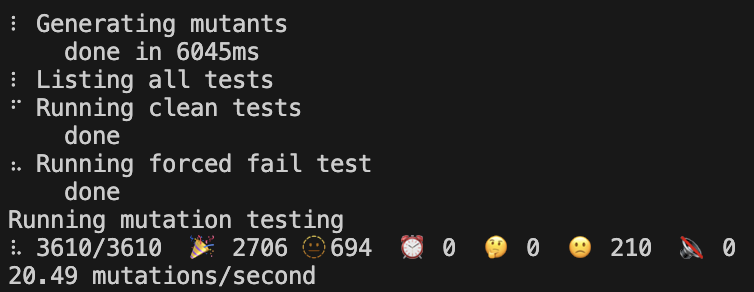 ⠇ Generating mutants
    done in 6045ms
⠇ Listing all tests
⠋ Running clean tests
    done
⠦ Running forced fail test
    done
Running mutation testing
⠧ 3610/3610  🎉 2706 🫥 694  ⏰ 0  🤔 0  🙁 210  🔇 0
20.49 mutations/second